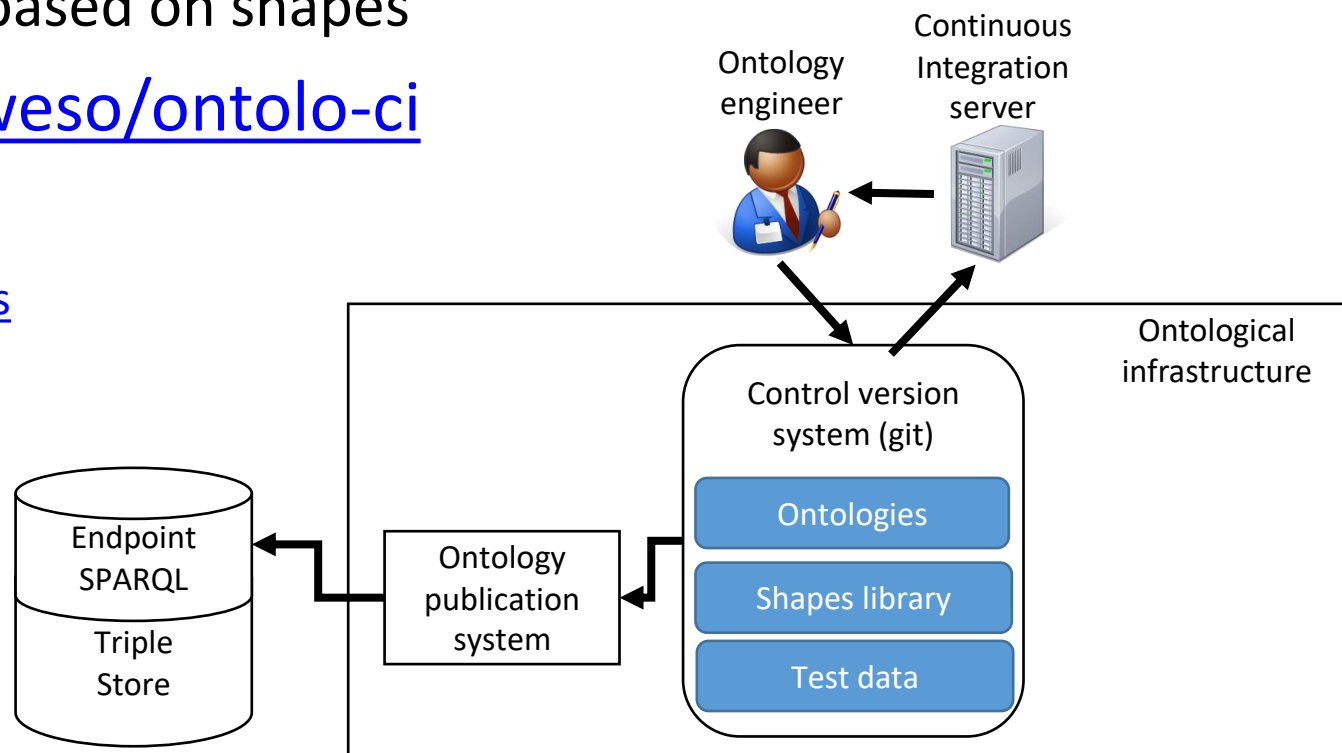 based on shapes
weso/ontolo-ci
s
Ontology
engineer
Continuous
Integration
server
Ontological
infrastructure
Control version
system (git)
Ontologies
Shapes library
Test data
Ontology
publication
system
Endpoint
SPARQL
Triple
Store